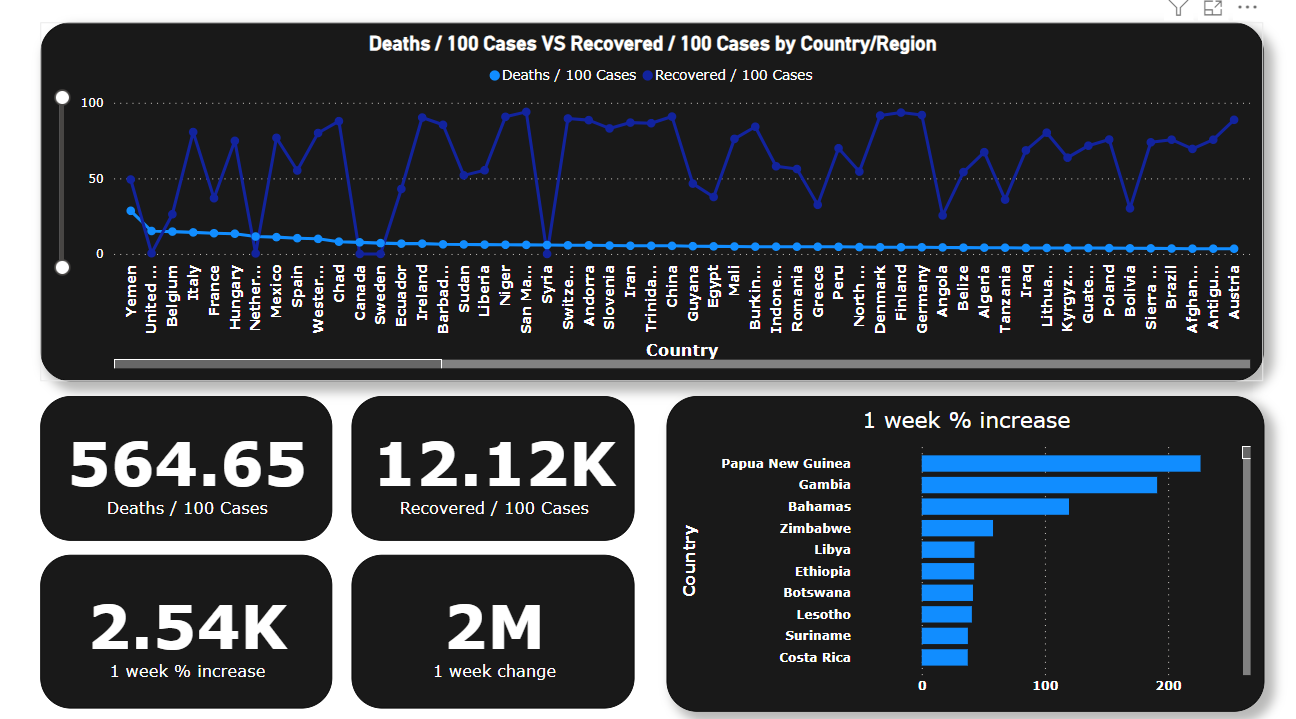 Deaths / 100 Cases VS Recovered / 100 Cases by Country/Region
Deaths / 100 Cases Recovered / 100 Cases
100
50
0
Yemen
United ...
Belgium
Italy
France
Hungary
Nether...
Mexico
Spain
Wester...
Chad
Canada
Sweden
Ecuador
Ireland
Barbad...
Sudan
Liberia
Niger
San Ma...
Syria
Switze...
Andorra
Slovenia
Iran
Trinida...
China
Guyana
Egypt
Mali
Burkin...
Indone...
Romania
Greece
Peru
North ...
Denmark
Finland
Germany
Angola
Belize
Algeria
Tanzania
Iraq
Lithua...
Kyrgyz...
Guate...
Poland
Bolivia
Sierra ...
Brazil
Afghan...
Antigu...
Austria
Country
564.65
Deaths / 100 Cases
12.12K
Recovered / 100 Cases
2.54K
1 week % increase
2M
1 week change
1 week % increase
Country
Papua New Guinea
Gambia
Bahamas
Zimbabwe
Libya
Ethiopia
Botswana
Lesotho
Suriname
Costa Rica
0 100 200